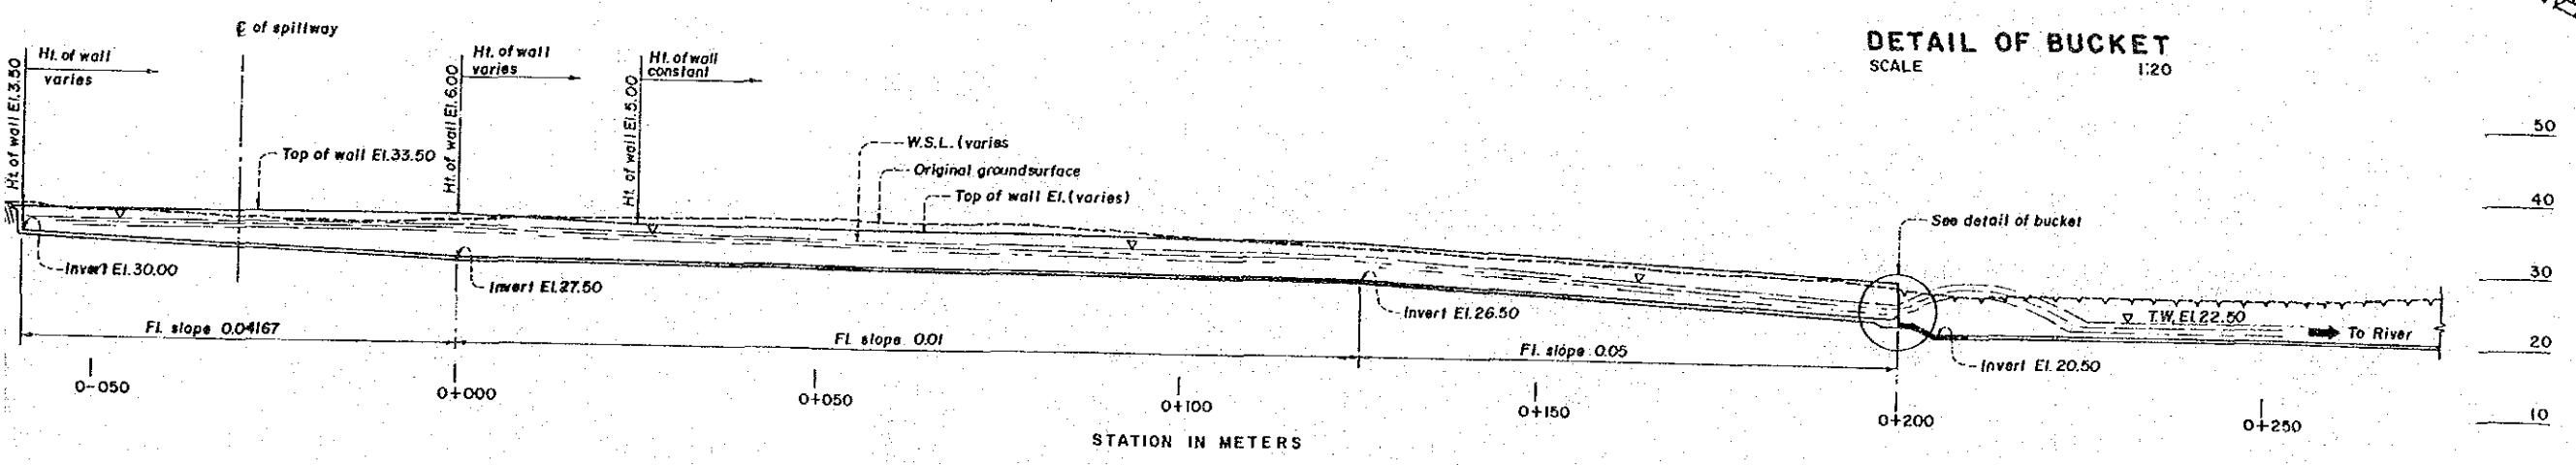 DETAIL OF BUCKET
SCALE 1:20
℄ of spillway
Ht. of wall
varies
Ht. of wall
varies
Ht. of wall
constant
Ht. of wall El.3.50
Ht. of wall El.6.00
Ht. of wall El.5.00
Top of wall El.33.50
W.S.L. (varies
Original groundsurface
Top of wall El. (varies)
See detail of bucket
Invert El.30.00
Invert El.27.50
Invert El.26.50
T.W. El.22.50
To River
Invert El.20.50
Fl. slope 0.04167
Fl. slope 0.01
Fl. slope 0.05
0-050
0+000
0+050
0+100
0+150
0+200
0+250
STATION IN METERS
50
40
30
20
10